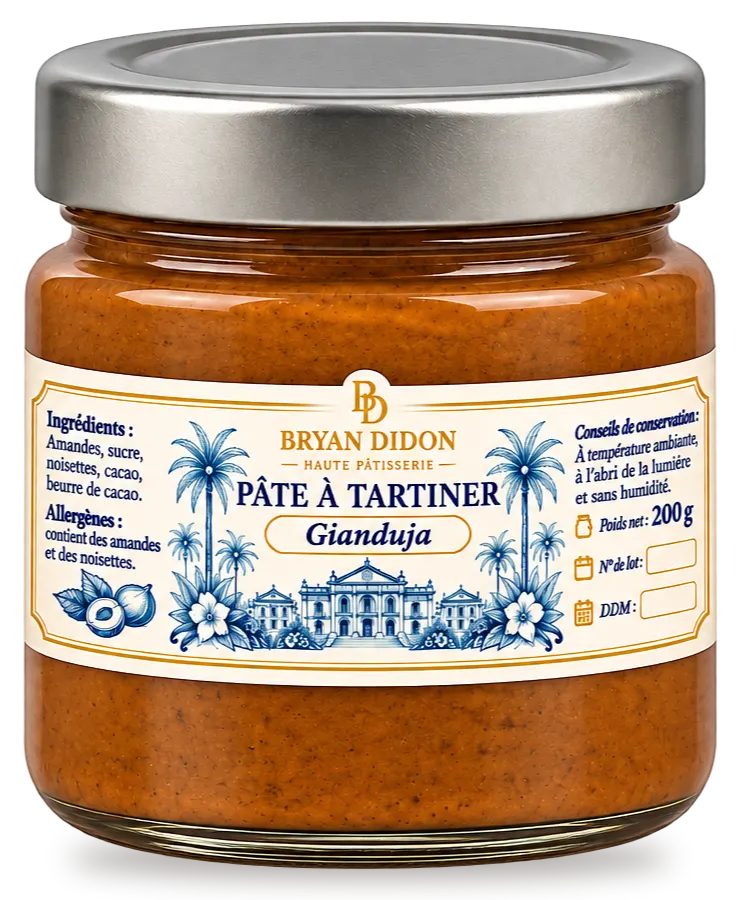 BD
BRYAN DIDON
HAUTE PÂTISSERIE
PÂTE À TARTINER
Gianduja
Ingrédients :
Amandes, sucre,
noisettes, cacao,
beurre de cacao.
Allergènes :
contient des amandes
et des noisettes.
Conseils de conservation :
À température ambiante,
à l'abri de la lumière
et sans humidité.
Poids net : 200 g
N° de lot :
DDM :